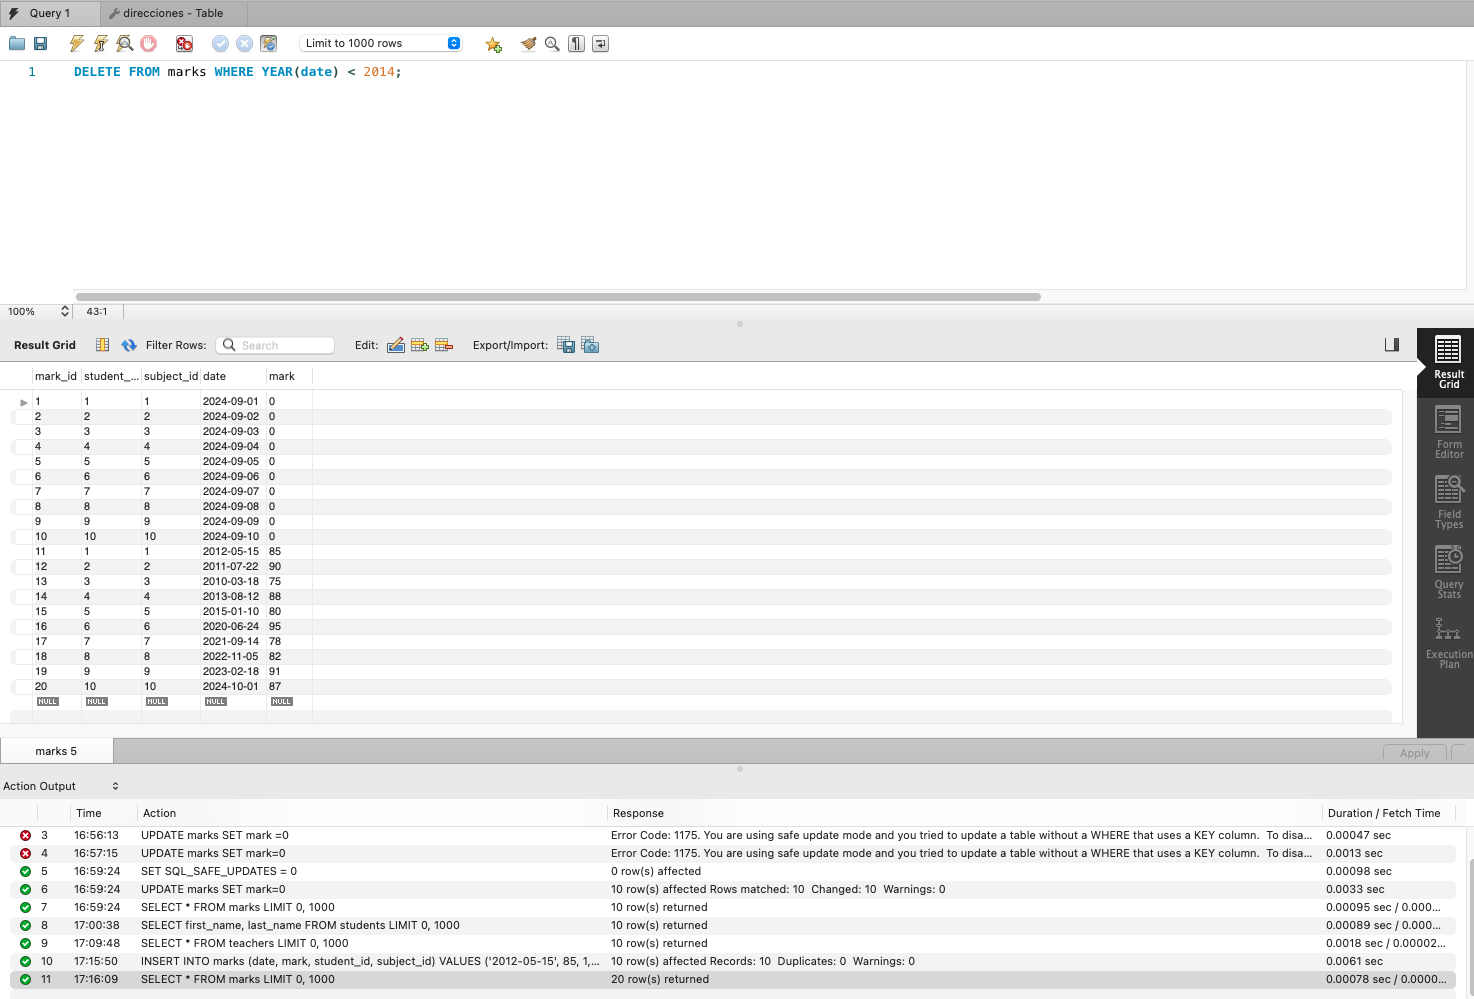 Query 1
direcciones - Table
Limit to 1000 rows
1 DELETE FROM marks WHERE YEAR(date) < 2014;
100% 43:1
Result Grid Filter Rows: Search Edit: Export/Import:
mark_id student_... subject_id date mark
1 1 1 2024-09-01 0
2 2 2 2024-09-02 0
3 3 3 2024-09-03 0
4 4 4 2024-09-04 0
5 5 5 2024-09-05 0
6 6 6 2024-09-06 0
7 7 7 2024-09-07 0
8 8 8 2024-09-08 0
9 9 9 2024-09-09 0
10 10 10 2024-09-10 0
11 1 1 2012-05-15 85
12 2 2 2011-07-22 90
13 3 3 2010-03-18 75
14 4 4 2013-08-12 88
15 5 5 2015-01-10 80
16 6 6 2020-06-24 95
17 7 7 2021-09-14 78
18 8 8 2022-11-05 82
19 9 9 2023-02-18 91
20 10 10 2024-10-01 87
NULL NULL NULL NULL NULL
Result
Grid
Form
Editor
Field
Types
Query
Stats
Execution
Plan
marks 5
Apply
Action Output
Time Action Response Duration / Fetch Time
3 16:56:13 UPDATE marks SET mark =0 Error Code: 1175. You are using safe update mode and you tried to update a table without a WHERE that uses a KEY column. To disa... 0.00047 sec
4 16:57:15 UPDATE marks SET mark=0 Error Code: 1175. You are using safe update mode and you tried to update a table without a WHERE that uses a KEY column. To disa... 0.0013 sec
5 16:59:24 SET SQL_SAFE_UPDATES = 0 0 row(s) affected 0.00098 sec
6 16:59:24 UPDATE marks SET mark=0 10 row(s) affected Rows matched: 10 Changed: 10 Warnings: 0 0.0033 sec
7 16:59:24 SELECT * FROM marks LIMIT 0, 1000 10 row(s) returned 0.00095 sec / 0.000...
8 17:00:38 SELECT first_name, last_name FROM students LIMIT 0, 1000 10 row(s) returned 0.00089 sec / 0.000...
9 17:09:48 SELECT * FROM teachers LIMIT 0, 1000 10 row(s) returned 0.0018 sec / 0.00002...
10 17:15:50 INSERT INTO marks (date, mark, student_id, subject_id) VALUES ('2012-05-15', 85, 1,... 10 row(s) affected Records: 10 Duplicates: 0 Warnings: 0 0.0061 sec
11 17:16:09 SELECT * FROM marks LIMIT 0, 1000 20 row(s) returned 0.00078 sec / 0.0000...